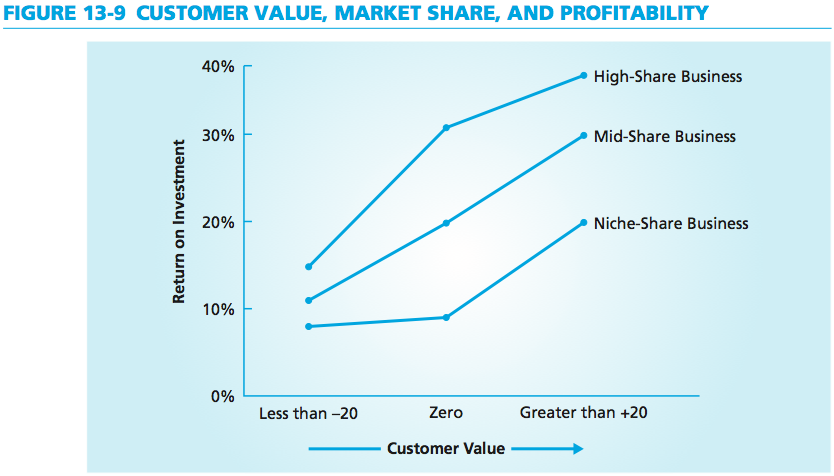 FIGURE 13-9 CUSTOMER VALUE, MARKET SHARE, AND PROFITABILITY
40%
High-Share Business
30%
Mid-Share Business
Return on Investment
20%
Niche-Share Business
10%
0%
Less than –20
Zero
Greater than +20
Customer Value